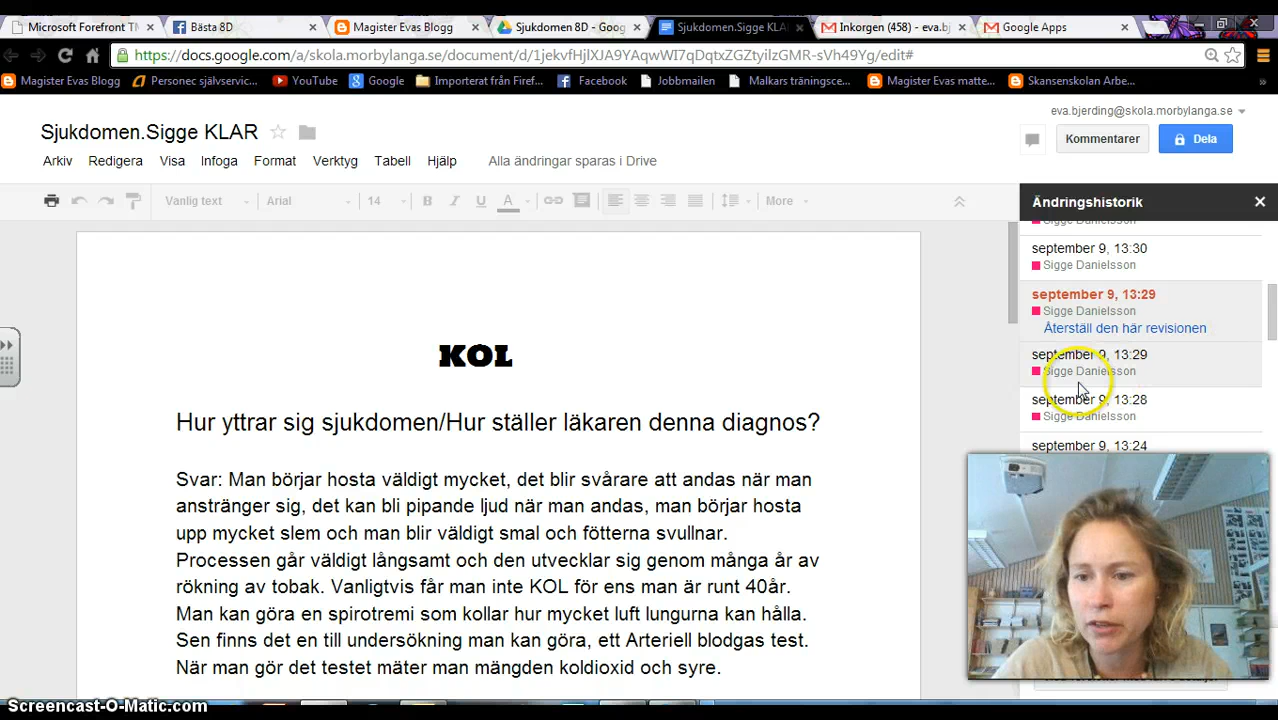 Microsoft Forefront TM
Bästa 8D
Magister Evas Blogg
Sjukdomen 8D - Goog
Sjukdomen.Sigge KLA
Inkorgen (458) - eva.bj
Google Apps
https://docs.google.com/a/skola.morbylanga.se/document/d/1jekvfHjlXJA9YAqwWI7qDqtxZGZtyilzGMR-sVh49Yg/edit#
Magister Evas Blogg
Personec självservic...
YouTube
Google
Importerat från Firef...
Facebook
Jobbmailen
Malkars träningsce...
Magister Evas matte...
Skansenskolan Arbe...
»
eva.bjerding@skola.morbylanga.se
Sjukdomen.Sigge KLAR
Kommentarer
Dela
Arkiv Redigera Visa Infoga Format Verktyg Tabell Hjälp Alla ändringar sparas i Drive
Vanlig text Arial 14 B I U A More
Ändringshistorik
september 9, 13:30
Sigge Danielsson
september 9, 13:29
Sigge Danielsson
Återställ den här revisionen
september 9, 13:29
Sigge Danielsson
september 9, 13:28
Sigge Danielsson
september 9, 13:24
KOL
Hur yttrar sig sjukdomen/Hur ställer läkaren denna diagnos?
Svar: Man börjar hosta väldigt mycket, det blir svårare att andas när man
anstränger sig, det kan bli pipande ljud när man andas, man börjar hosta
upp mycket slem och man blir väldigt smal och fötterna svullnar.
Processen går väldigt långsamt och den utvecklar sig genom många år av
rökning av tobak. Vanligtvis får man inte KOL för ens man är runt 40år.
Man kan göra en spirotremi som kollar hur mycket luft lungurna kan hålla.
Sen finns det en till undersökning man kan göra, ett Arteriell blodgas test.
När man gör det testet mäter man mängden koldioxid och syre.
Screencast-O-Matic.com